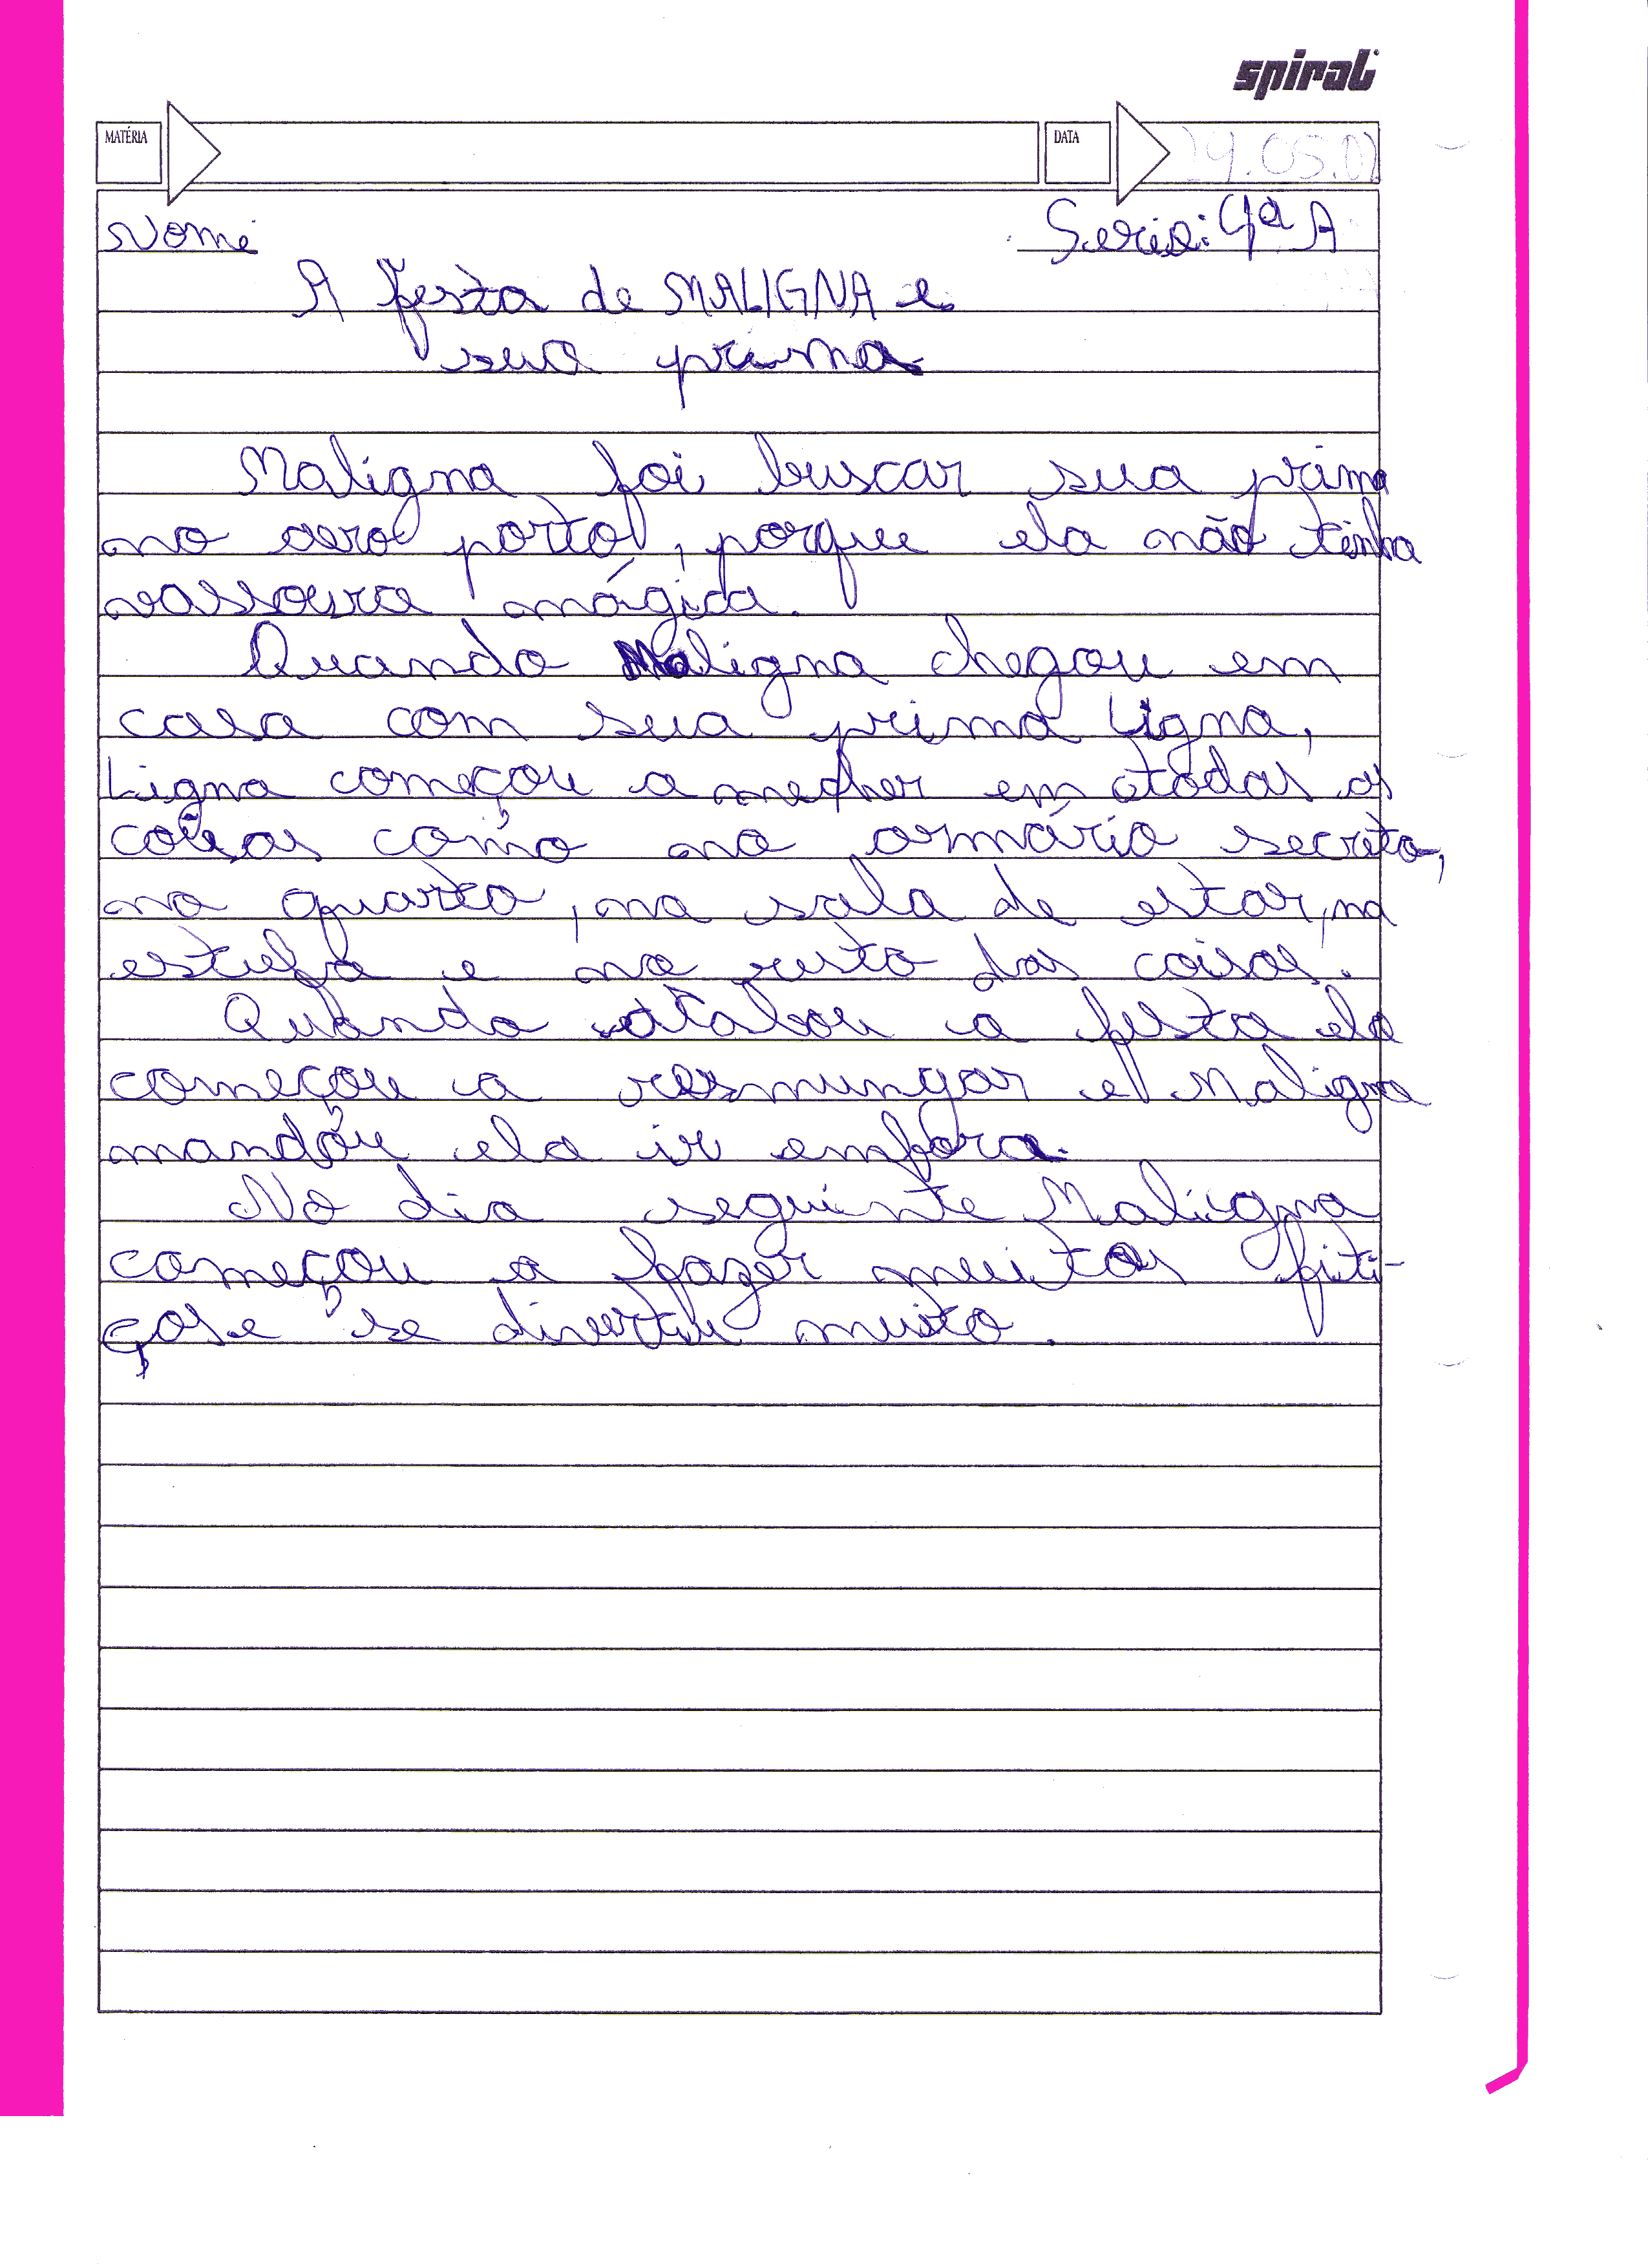 spiral
MATÉRIA DATA 29.05.01
Nome Serie: 4ª A
A festa de MALIGNA e
sua prima
Maligna foi buscar sua prima
no aero porto, porque ela não tinha
vassoura mágica.
Quando Maligna chegou em
casa com sua prima Ligna,
Ligna começou a mecher em todas as
coisas como no armário secreto,
no quarto, na sala de estar, na
estufa e no resto das coisas.
Quando acabou a festa ela
começou a resmungar e Maligna
mandou ela ir embora.
No dia seguinte Maligna
começou a fazer muitos fiti-
ços e se divertiu muito.